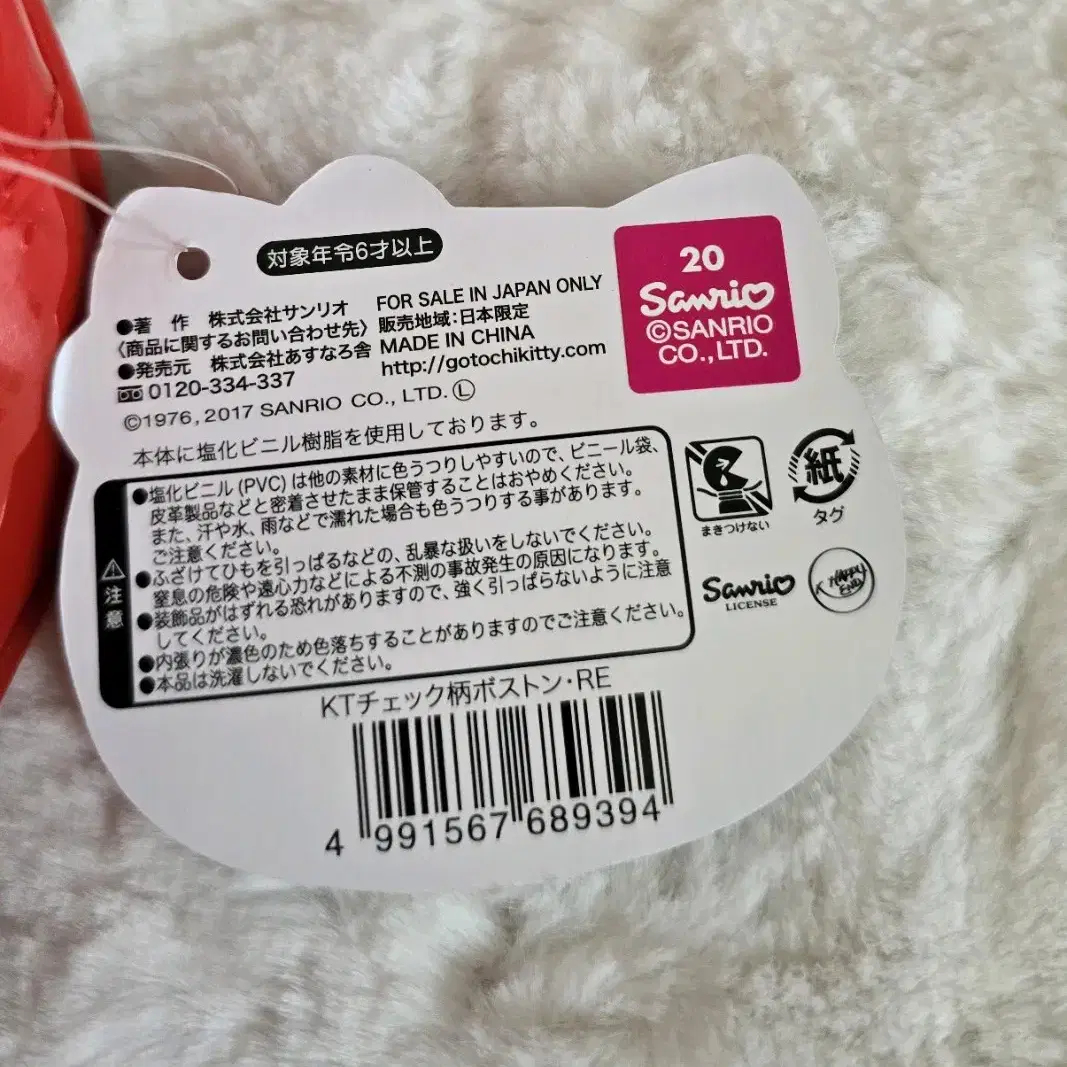 対象年令6才以上
●著 作 株式会社サンリオ
〈商品に関するお問い合わせ先〉
●発売元 株式会社あすなろ舎
0120-334-337
FOR SALE IN JAPAN ONLY
販売地域:日本限定
MADE IN CHINA
http://gotochikitty.com
©1976, 2017 SANRIO CO., LTD. Ⓛ
20
Sanrio
©SANRIO
CO.,LTD.
本体に塩化ビニル樹脂を使用しております。
⚠注意
●塩化ビニル(PVC)は他の素材に色うつりしやすいので、ビニール袋、
皮革製品などと密着させたまま保管することはおやめください。
また、汗や水、雨などで濡れた場合も色うつりする事があります。
ご注意ください。
●ふざけてひもを引っぱるなどの、乱暴な扱いをしないでください。
窒息の危険や遠心力などによる不測の事故発生の原因になります。
●装飾品がはずれる恐れがありますので、強く引っぱらないように注意
してください。
●内張りが濃色のため色落ちすることがありますのでご注意ください。
●本品は洗濯しないでください。
まきつけない
紙
タグ
Sanrio
LICENSE
HAPPY
END
KTチェック柄ボストン・RE
4 991567 689394